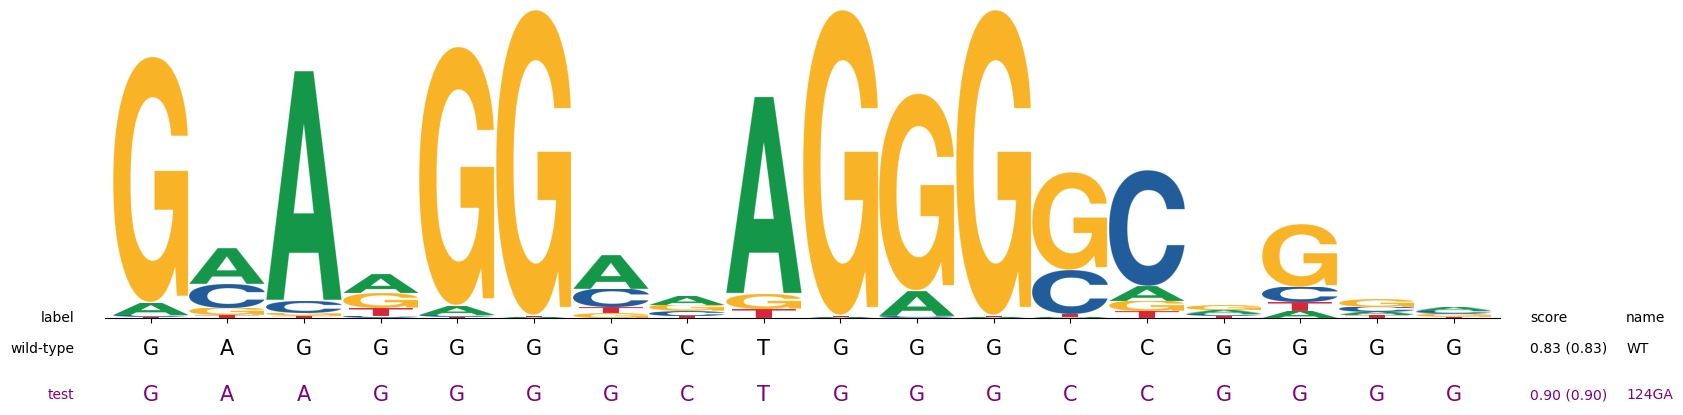 label score name
wild-type G A G G G G G C T G G G C C G G G G 0.83 (0.83) WT
test G A A G G G G C T G G G C C G G G G 0.90 (0.90) 124GA